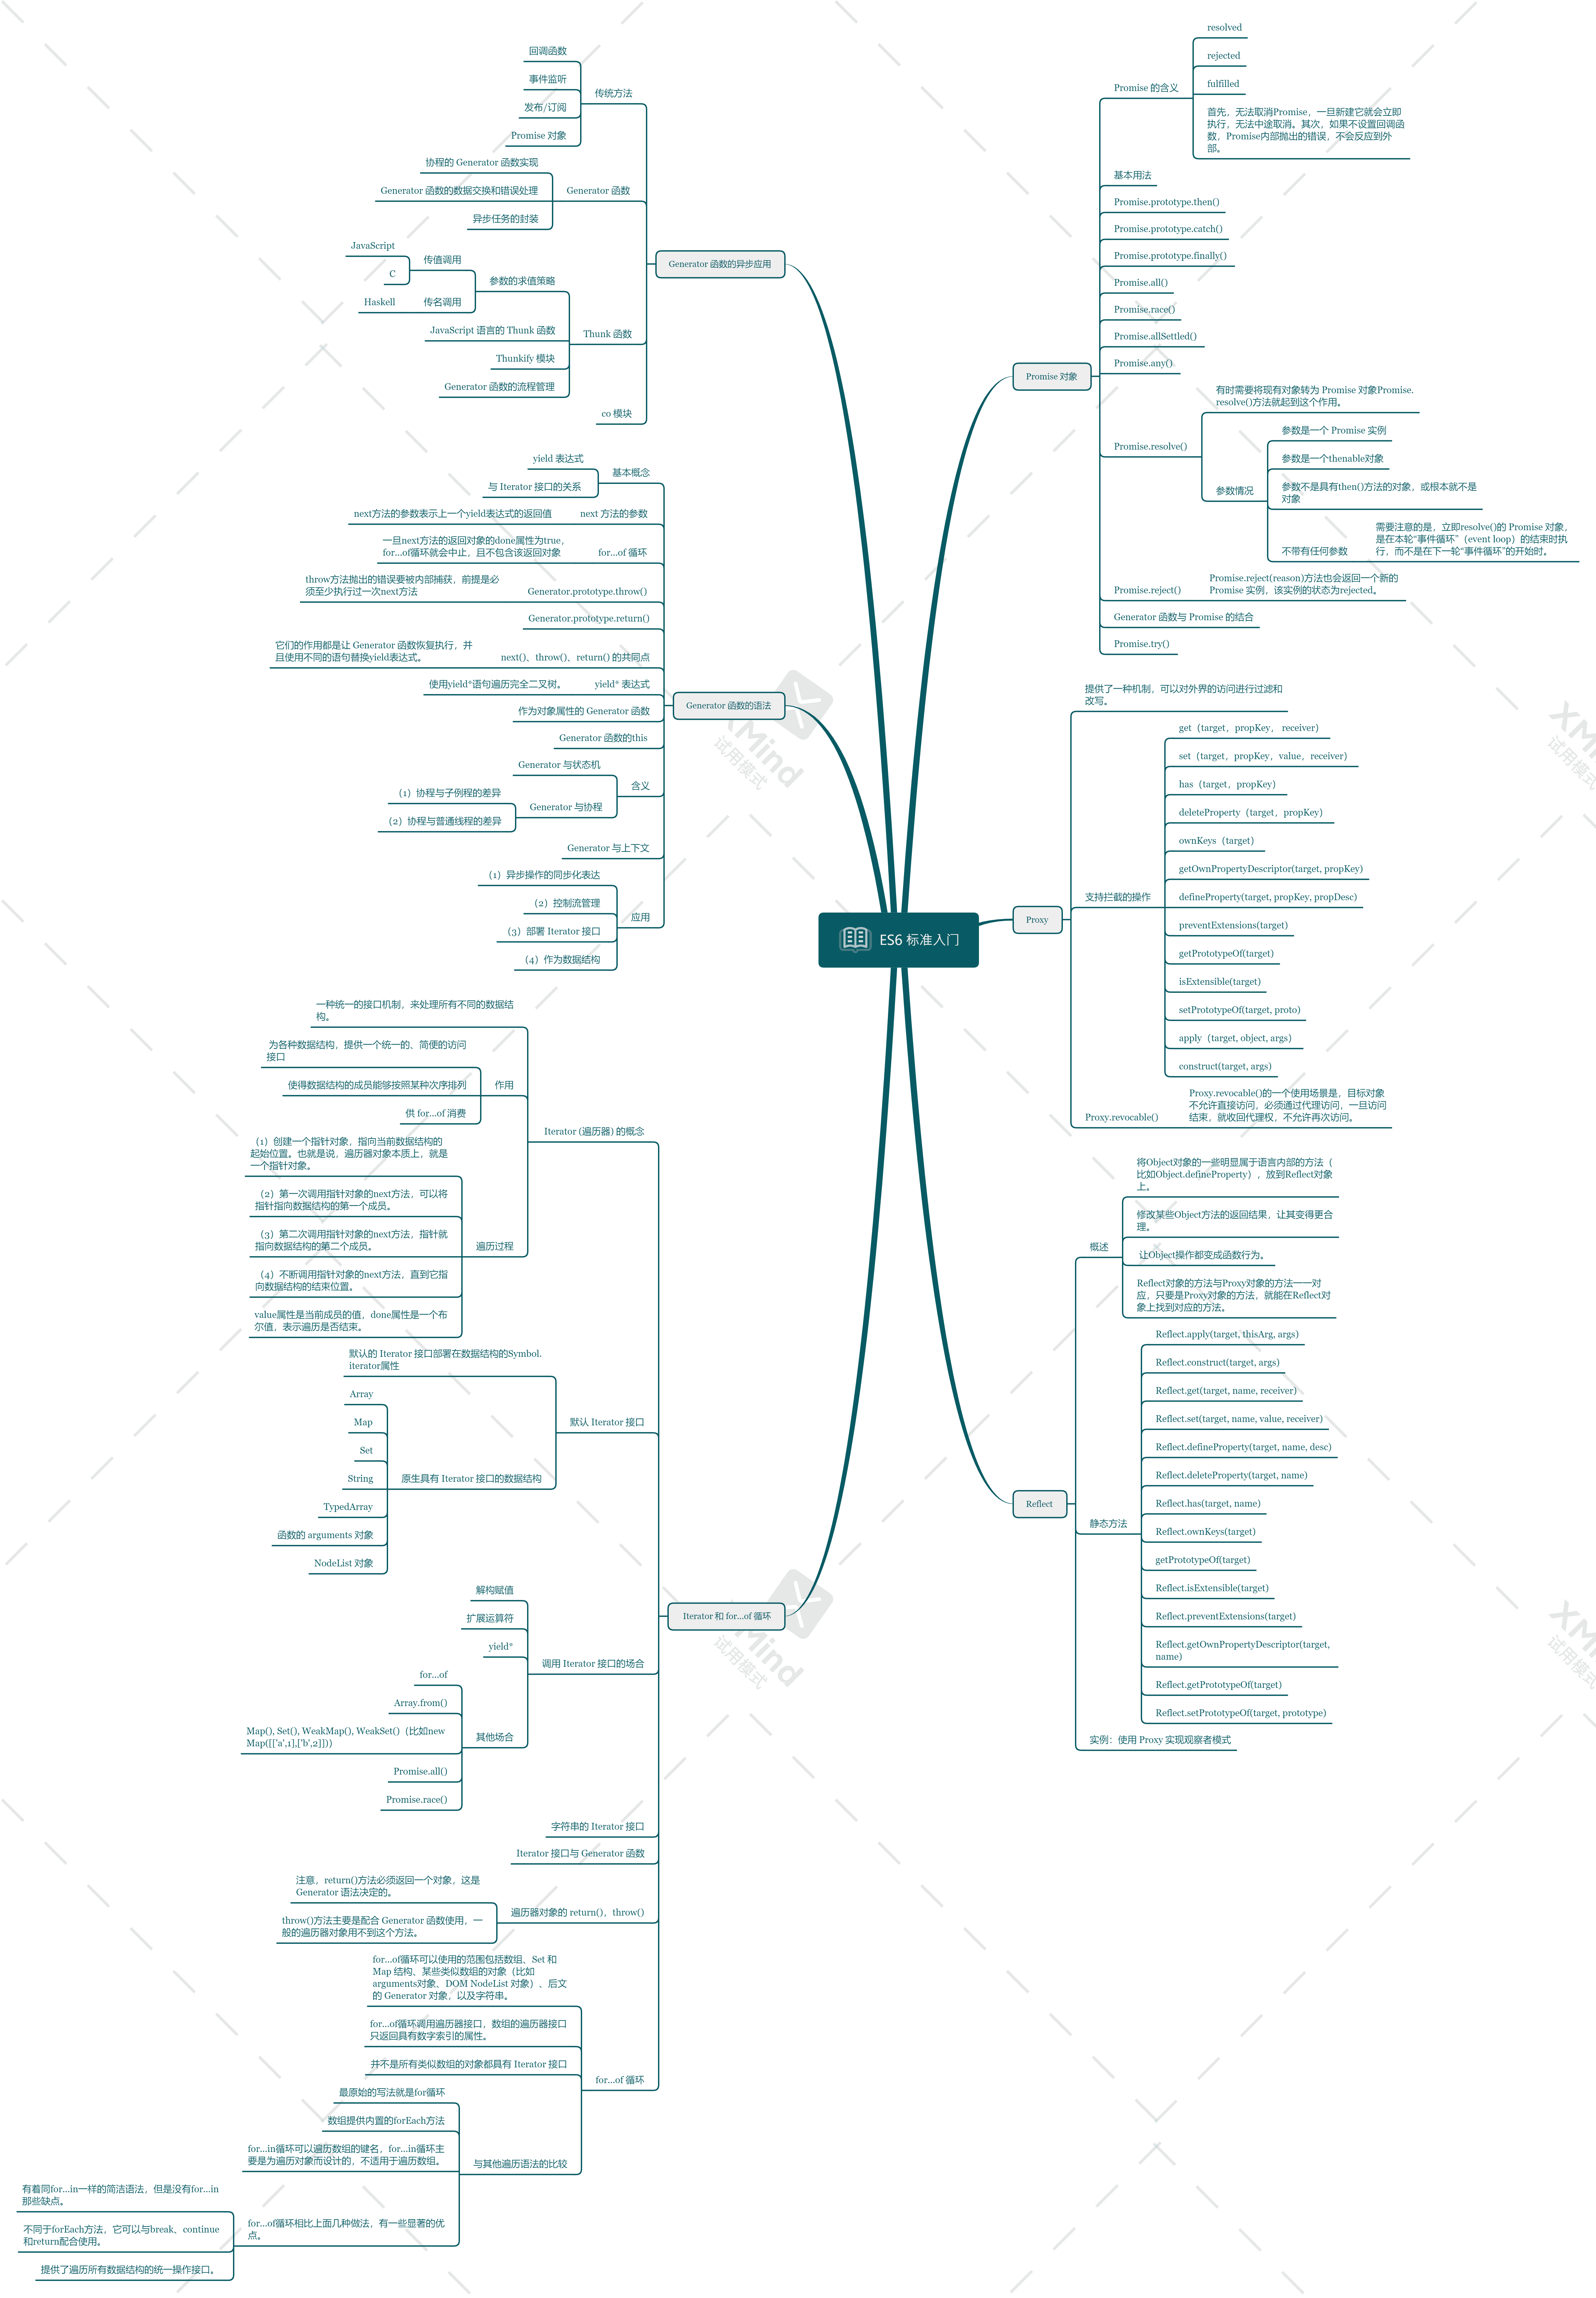 ES6 标准入门
Promise 对象
Promise 的含义
resolved
rejected
fulfilled
首先，无法取消Promise，一旦新建它就会立即
执行，无法中途取消。其次，如果不设置回调函
数，Promise内部抛出的错误，不会反应到外
部。
基本用法
Promise.prototype.then()
Promise.prototype.catch()
Promise.prototype.finally()
Promise.all()
Promise.race()
Promise.allSettled()
Promise.any()
Promise.resolve()
有时需要将现有对象转为 Promise 对象Promise.
resolve()方法就起到这个作用。
参数情况
参数是一个 Promise 实例
参数是一个thenable对象
参数不是具有then()方法的对象，或根本就不是
对象
不带有任何参数
需要注意的是，立即resolve()的 Promise 对象，
是在本轮“事件循环”（event loop）的结束时执
行，而不是在下一轮“事件循环”的开始时。
Promise.reject()
Promise.reject(reason)方法也会返回一个新的
Promise 实例，该实例的状态为rejected。
Generator 函数与 Promise 的结合
Promise.try()
Proxy
提供了一种机制，可以对外界的访问进行过滤和
改写。
支持拦截的操作
get（target，propKey， receiver）
set（target，propKey，value，receiver）
has（target，propKey）
deleteProperty（target，propKey）
ownKeys（target）
getOwnPropertyDescriptor(target, propKey)
defineProperty(target, propKey, propDesc)
preventExtensions(target)
getPrototypeOf(target)
isExtensible(target)
setPrototypeOf(target, proto)
apply（target, object, args）
construct(target, args)
Proxy.revocable()
Proxy.revocable()的一个使用场景是，目标对象
不允许直接访问，必须通过代理访问，一旦访问
结束，就收回代理权，不允许再次访问。
Reflect
概述
将Object对象的一些明显属于语言内部的方法（
比如Object.defineProperty），放到Reflect对象
上。
修改某些Object方法的返回结果，让其变得更合
理。
让Object操作都变成函数行为。
Reflect对象的方法与Proxy对象的方法一一对
应，只要是Proxy对象的方法，就能在Reflect对
象上找到对应的方法。
静态方法
Reflect.apply(target, thisArg, args)
Reflect.construct(target, args)
Reflect.get(target, name, receiver)
Reflect.set(target, name, value, receiver)
Reflect.defineProperty(target, name, desc)
Reflect.deleteProperty(target, name)
Reflect.has(target, name)
Reflect.ownKeys(target)
getPrototypeOf(target)
Reflect.isExtensible(target)
Reflect.preventExtensions(target)
Reflect.getOwnPropertyDescriptor(target,
name)
Reflect.getPrototypeOf(target)
Reflect.setPrototypeOf(target, prototype)
实例：使用 Proxy 实现观察者模式
Generator 函数的异步应用
传统方法
回调函数
事件监听
发布/订阅
Promise 对象
Generator 函数
协程的 Generator 函数实现
Generator 函数的数据交换和错误处理
异步任务的封装
Thunk 函数
参数的求值策略
传值调用
JavaScript
C
传名调用
Haskell
JavaScript 语言的 Thunk 函数
Thunkify 模块
Generator 函数的流程管理
co 模块
Generator 函数的语法
基本概念
yield 表达式
与 Iterator 接口的关系
next 方法的参数
next方法的参数表示上一个yield表达式的返回值
for...of 循环
一旦next方法的返回对象的done属性为true，
for...of循环就会中止，且不包含该返回对象
Generator.prototype.throw()
throw方法抛出的错误要被内部捕获，前提是必
须至少执行过一次next方法
Generator.prototype.return()
next()、throw()、return() 的共同点
它们的作用都是让 Generator 函数恢复执行，并
且使用不同的语句替换yield表达式。
yield* 表达式
使用yield*语句遍历完全二叉树。
作为对象属性的 Generator 函数
Generator 函数的this
含义
Generator 与状态机
Generator 与协程
（1）协程与子例程的差异
（2）协程与普通线程的差异
Generator 与上下文
应用
（1）异步操作的同步化表达
（2）控制流管理
（3）部署 Iterator 接口
（4）作为数据结构
Iterator 和 for...of 循环
Iterator (遍历器) 的概念
一种统一的接口机制，来处理所有不同的数据结
构。
作用
为各种数据结构，提供一个统一的、简便的访问
接口
使得数据结构的成员能够按照某种次序排列
供 for...of 消费
遍历过程
（1）创建一个指针对象，指向当前数据结构的
起始位置。也就是说，遍历器对象本质上，就是
一个指针对象。
（2）第一次调用指针对象的next方法，可以将
指针指向数据结构的第一个成员。
（3）第二次调用指针对象的next方法，指针就
指向数据结构的第二个成员。
（4）不断调用指针对象的next方法，直到它指
向数据结构的结束位置。
value属性是当前成员的值，done属性是一个布
尔值，表示遍历是否结束。
默认 Iterator 接口
默认的 Iterator 接口部署在数据结构的Symbol.
iterator属性
原生具有 Iterator 接口的数据结构
Array
Map
Set
String
TypedArray
函数的 arguments 对象
NodeList 对象
调用 Iterator 接口的场合
解构赋值
扩展运算符
yield*
其他场合
for...of
Array.from()
Map(), Set(), WeakMap(), WeakSet()（比如new
Map([['a',1],['b',2]])）
Promise.all()
Promise.race()
字符串的 Iterator 接口
Iterator 接口与 Generator 函数
遍历器对象的 return()，throw()
注意，return()方法必须返回一个对象，这是
Generator 语法决定的。
throw()方法主要是配合 Generator 函数使用，一
般的遍历器对象用不到这个方法。
for...of 循环
for...of循环可以使用的范围包括数组、Set 和
Map 结构、某些类似数组的对象（比如
arguments对象、DOM NodeList 对象）、后文
的 Generator 对象，以及字符串。
for...of循环调用遍历器接口，数组的遍历器接口
只返回具有数字索引的属性。
并不是所有类似数组的对象都具有 Iterator 接口
与其他遍历语法的比较
最原始的写法就是for循环
数组提供内置的forEach方法
for...in循环可以遍历数组的键名，for...in循环主
要是为遍历对象而设计的，不适用于遍历数组。
for...of循环相比上面几种做法，有一些显著的优
点。
有着同for...in一样的简洁语法，但是没有for...in
那些缺点。
不同于forEach方法，它可以与break、continue
和return配合使用。
提供了遍历所有数据结构的统一操作接口。
XMind
试用模式
XMind
试用模式